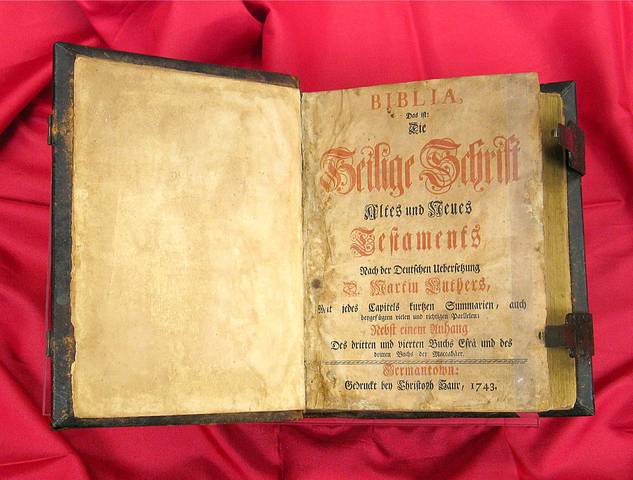 BIBLIA,
Das ist:
Die
Heilige Schrift
Altes und Neues
Testaments
Nach der Deutschen Uebersetzung
D. Martin Luthers,
Mit jedes Capitels kurtzen Summarien, auch
beygefügten vielen und richtigen Parllelen:
Nebst einem Anhang
Des dritten und vierten Buchs Esrä und des
dritten Buchs der Maccabäer.
Germantown:
Gedruckt bey Christoph Saur, 1743.